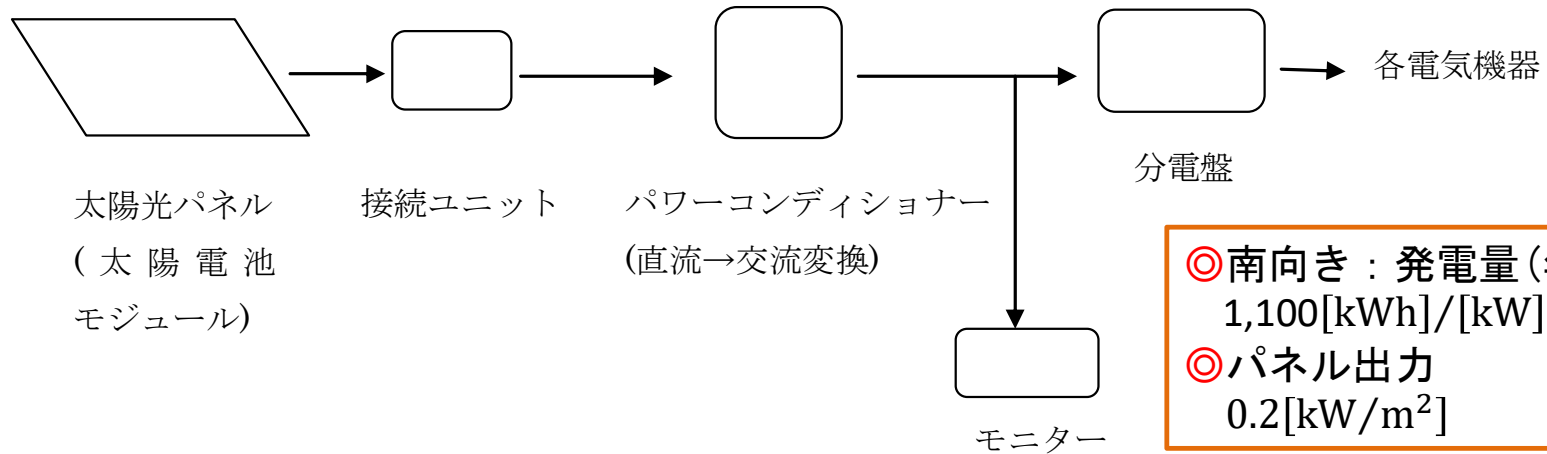 各電気機器
分電盤
太陽光パネル
(太陽電池
モジュール)
接続ユニット
パワーコンディショナー
(直流→交流変換)
モニター
◎南向き：発電量(
1,100[kWh]/[kW]
◎パネル出力
0.2[kW/m²]